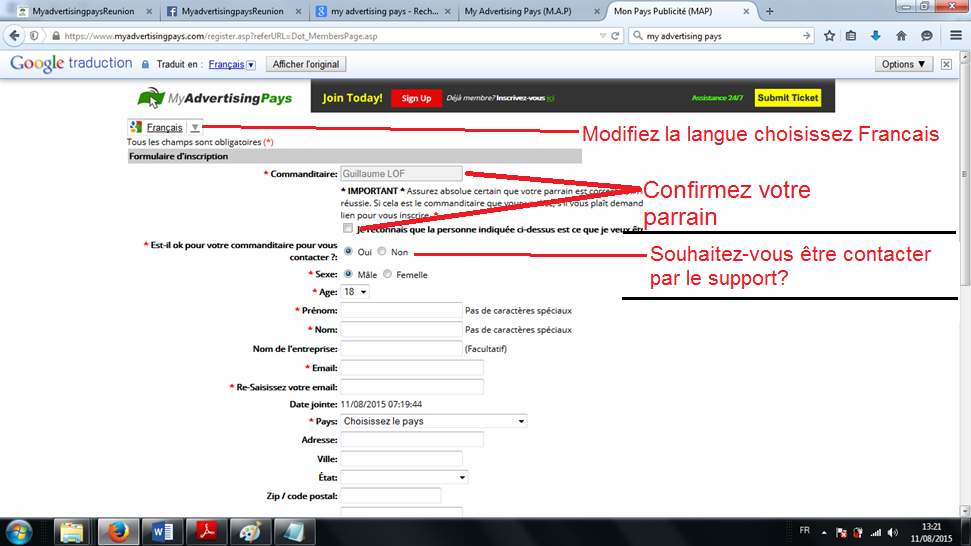 MyadvertisingpaysReunion
MyadvertisingpaysReunion
my advertising pays - Rech...
My Advertising Pays (M.A.P)
Mon Pays Publicité (MAP)
https://www.myadvertisingpays.com/register.asp?referURL=Dot_MembersPage.asp
my advertising pays
Google traduction
Traduit en :
Français
Afficher l'original
Options ▼
MyAdvertisingPays
Join Today!
Sign Up
Déjà membre? Inscrivez-vous ici
Assistance 24/7
Submit Ticket
Français
Modifiez la langue choisissez Francais
Tous les champs sont obligatoires (*)
Formulaire d'inscription
* Commanditaire:
Guillaume LOF
* IMPORTANT * Assurez absolue certain que votre parrain est
réussie. Si cela est le commanditaire que s'il vous plaît demand
lien pour vous inscrire. *
Confirmez votre
parrain
Je reconnais que la personne indiquée ci-dessus est ce que je veux
* Est-il ok pour votre commanditaire pour vous
contacter ?:
Oui
Non
Souhaitez-vous être contacter
par le support?
* Sexe:
Mâle
Femelle
* Age:
18
* Prénom:
Pas de caractères spéciaux
* Nom:
Pas de caractères spéciaux
Nom de l'entreprise:
(Facultatif)
* Email:
* Re-Saisissez votre email:
Date jointe:
11/08/2015 07:19:44
* Pays:
Choisissez le pays
Adresse:
Ville:
État:
Zip / code postal:
FR
13:21
11/08/2015